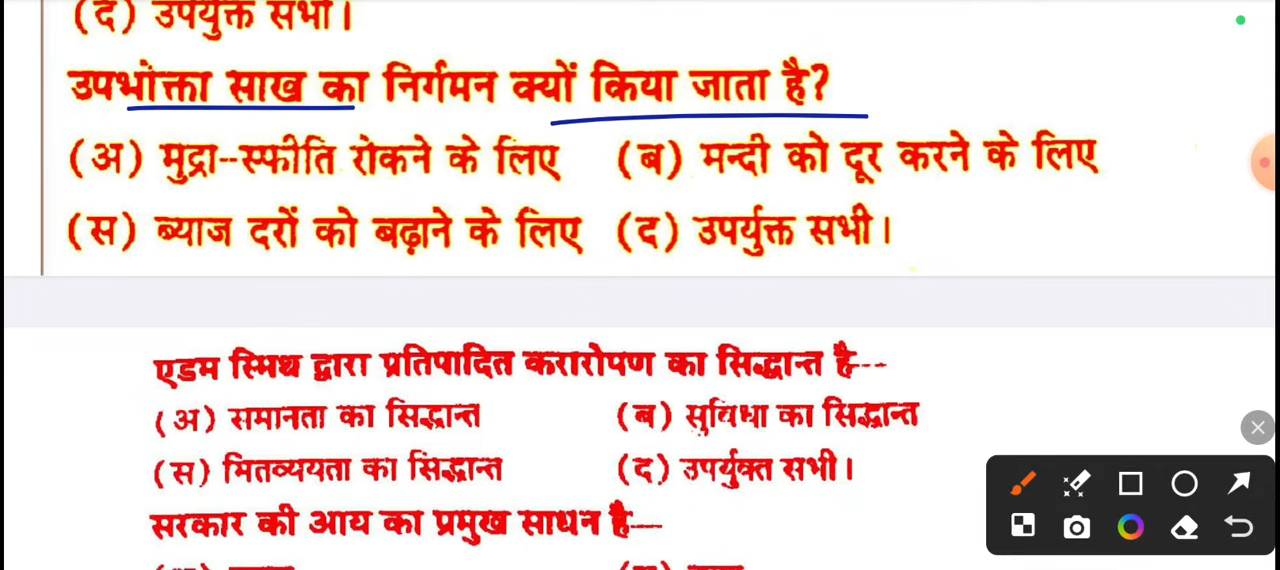 (द) उपर्युक्त सभी।
उपभोक्ता साख का निर्गमन क्यों किया जाता है?
(अ) मुद्रा--स्फीति रोकने के लिए (ब) मन्दी को दूर करने के लिए
(स) ब्याज दरों को बढ़ाने के लिए (द) उपर्युक्त सभी।
एडम स्मिथ द्वारा प्रतिपादित करारोपण का सिद्धान्त है---
(अ) समानता का सिद्धान्त (ब) सुविधा का सिद्धान्त
(स) मितव्ययता का सिद्धान्त (द) उपर्युक्त सभी।
सरकार की आय का प्रमुख साधन है—